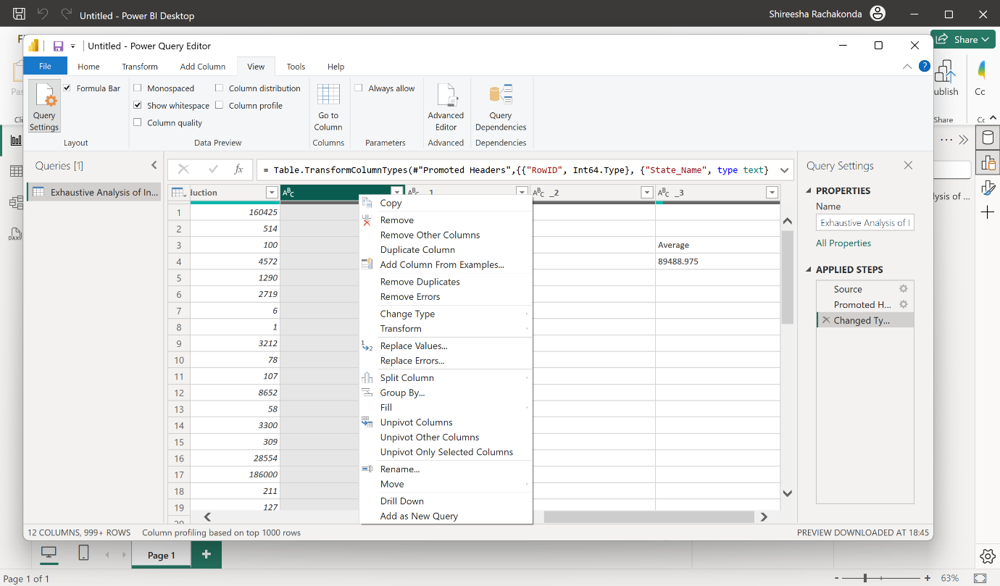 Untitled - Power BI Desktop
Shireesha Rachakonda
Untitled - Power Query Editor
Share
File Home Transform Add Column View Tools Help
Query Settings
Formula Bar
Monospaced
Column distribution
Show whitespace
Column profile
Column quality
Go to Column
Always allow
Advanced Editor
Query Dependencies
Layout Data Preview Columns Parameters Advanced Dependencies
ublish
Share
Queries [1]
fx
= Table.TransformColumnTypes(#"Promoted Headers",{{"RowID", Int64.Type}, {"State_Name", type text}
Query Settings
Exhaustive Analysis of In...
duction
ABC
ABC _1
ABC _2
ABC _3
1 160425
2 514
3 100 Average
4 4572 89488.975
5 1290
6 2719
7 6
8 1
9 3212
10 78
11 107
12 8652
13 58
14 3300
15 309
16 28554
17 186000
18 211
19 127
20
Copy
Remove
Remove Other Columns
Duplicate Column
Add Column From Examples...
Remove Duplicates
Remove Errors
Change Type
Transform
Replace Values...
Replace Errors...
Split Column
Group By...
Fill
Unpivot Columns
Unpivot Other Columns
Unpivot Only Selected Columns
Rename...
Move
Drill Down
Add as New Query
PROPERTIES
Name
Exhaustive Analysis of I
All Properties
APPLIED STEPS
Source
Promoted H...
Changed Ty...
lysis of ...
DAX
12 COLUMNS, 999+ ROWS Column profiling based on top 1000 rows
PREVIEW DOWNLOADED AT 18:45
Page 1
Page 1 of 1
63%